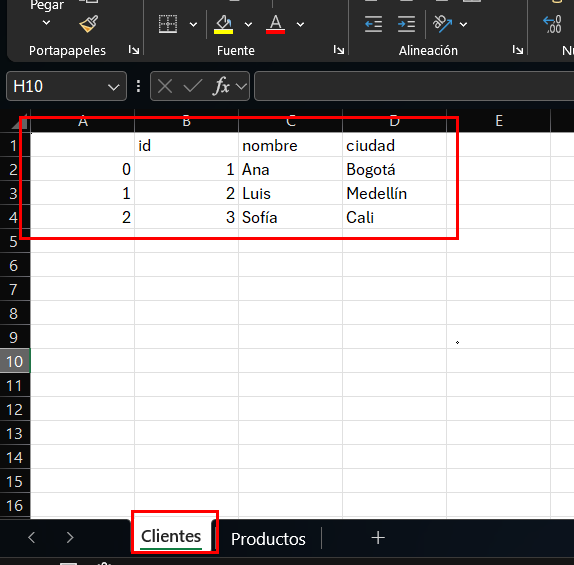 Pegar
Portapapeles
Fuente
Alineación
Nú
H10
fx
A B C D E
1 id nombre ciudad
2 0 1 Ana Bogotá
3 1 2 Luis Medellín
4 2 3 Sofía Cali
5
6
7
8
9
10
11
12
13
14
15
16
Clientes Productos